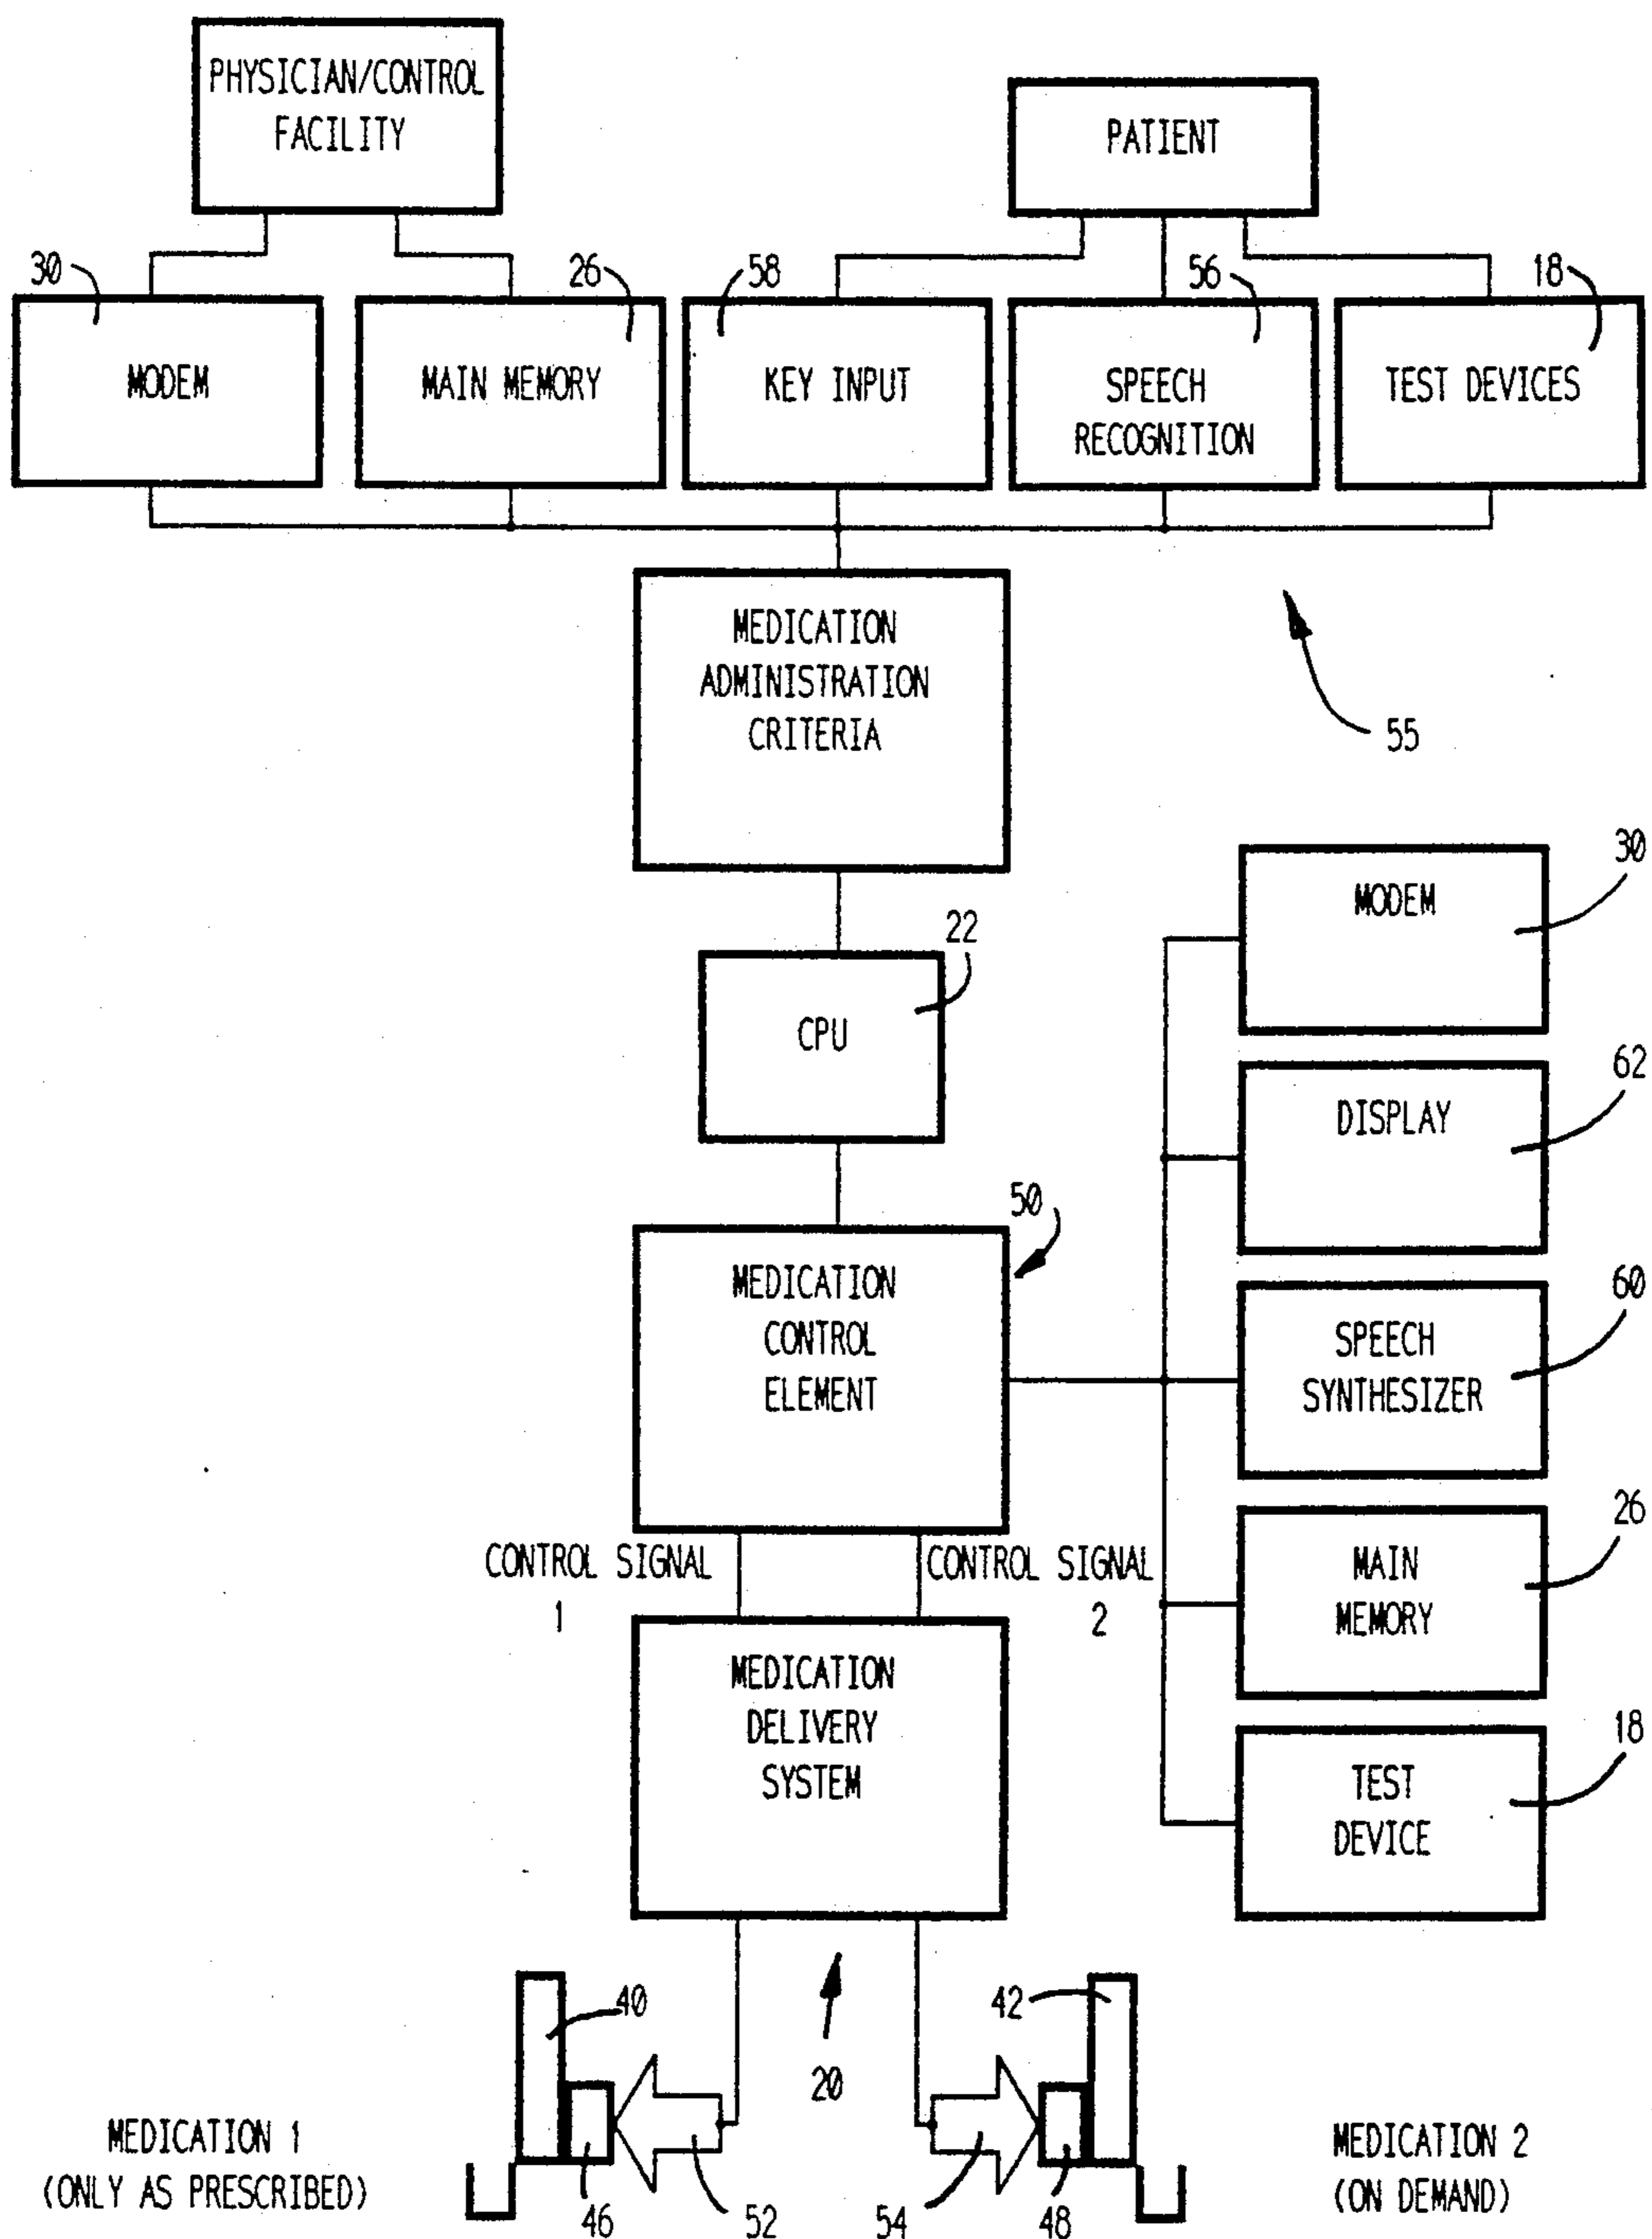 PHYSICIAN/CONTROL
FACILITY
PATIENT
30
26
58
56
18
MODEM
MAIN MEMORY
KEY INPUT
SPEECH
RECOGNITION
TEST DEVICES
MEDICATION
ADMINISTRATION
CRITERIA
55
30
MODEM
22
CPU
62
DISPLAY
50
MEDICATION
CONTROL
ELEMENT
60
SPEECH
SYNTHESIZER
CONTROL SIGNAL
1
CONTROL SIGNAL
2
26
MAIN
MEMORY
MEDICATION
DELIVERY
SYSTEM
18
TEST
DEVICE
40
42
20
MEDICATION 1
(ONLY AS PRESCRIBED)
46
52
54
48
MEDICATION 2
(ON DEMAND)